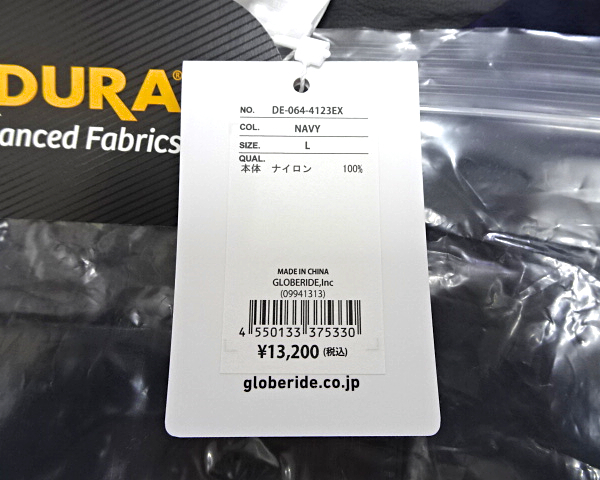 DURA®
anced Fabrics
NO. DE-064-4123EX
COL. NAVY
SIZE. L
QUAL.
本体 ナイロン 100%
MADE IN CHINA
GLOBERIDE,Inc
(09941313)
4 550133 375330
¥13,200 (税込)
globeride.co.jp